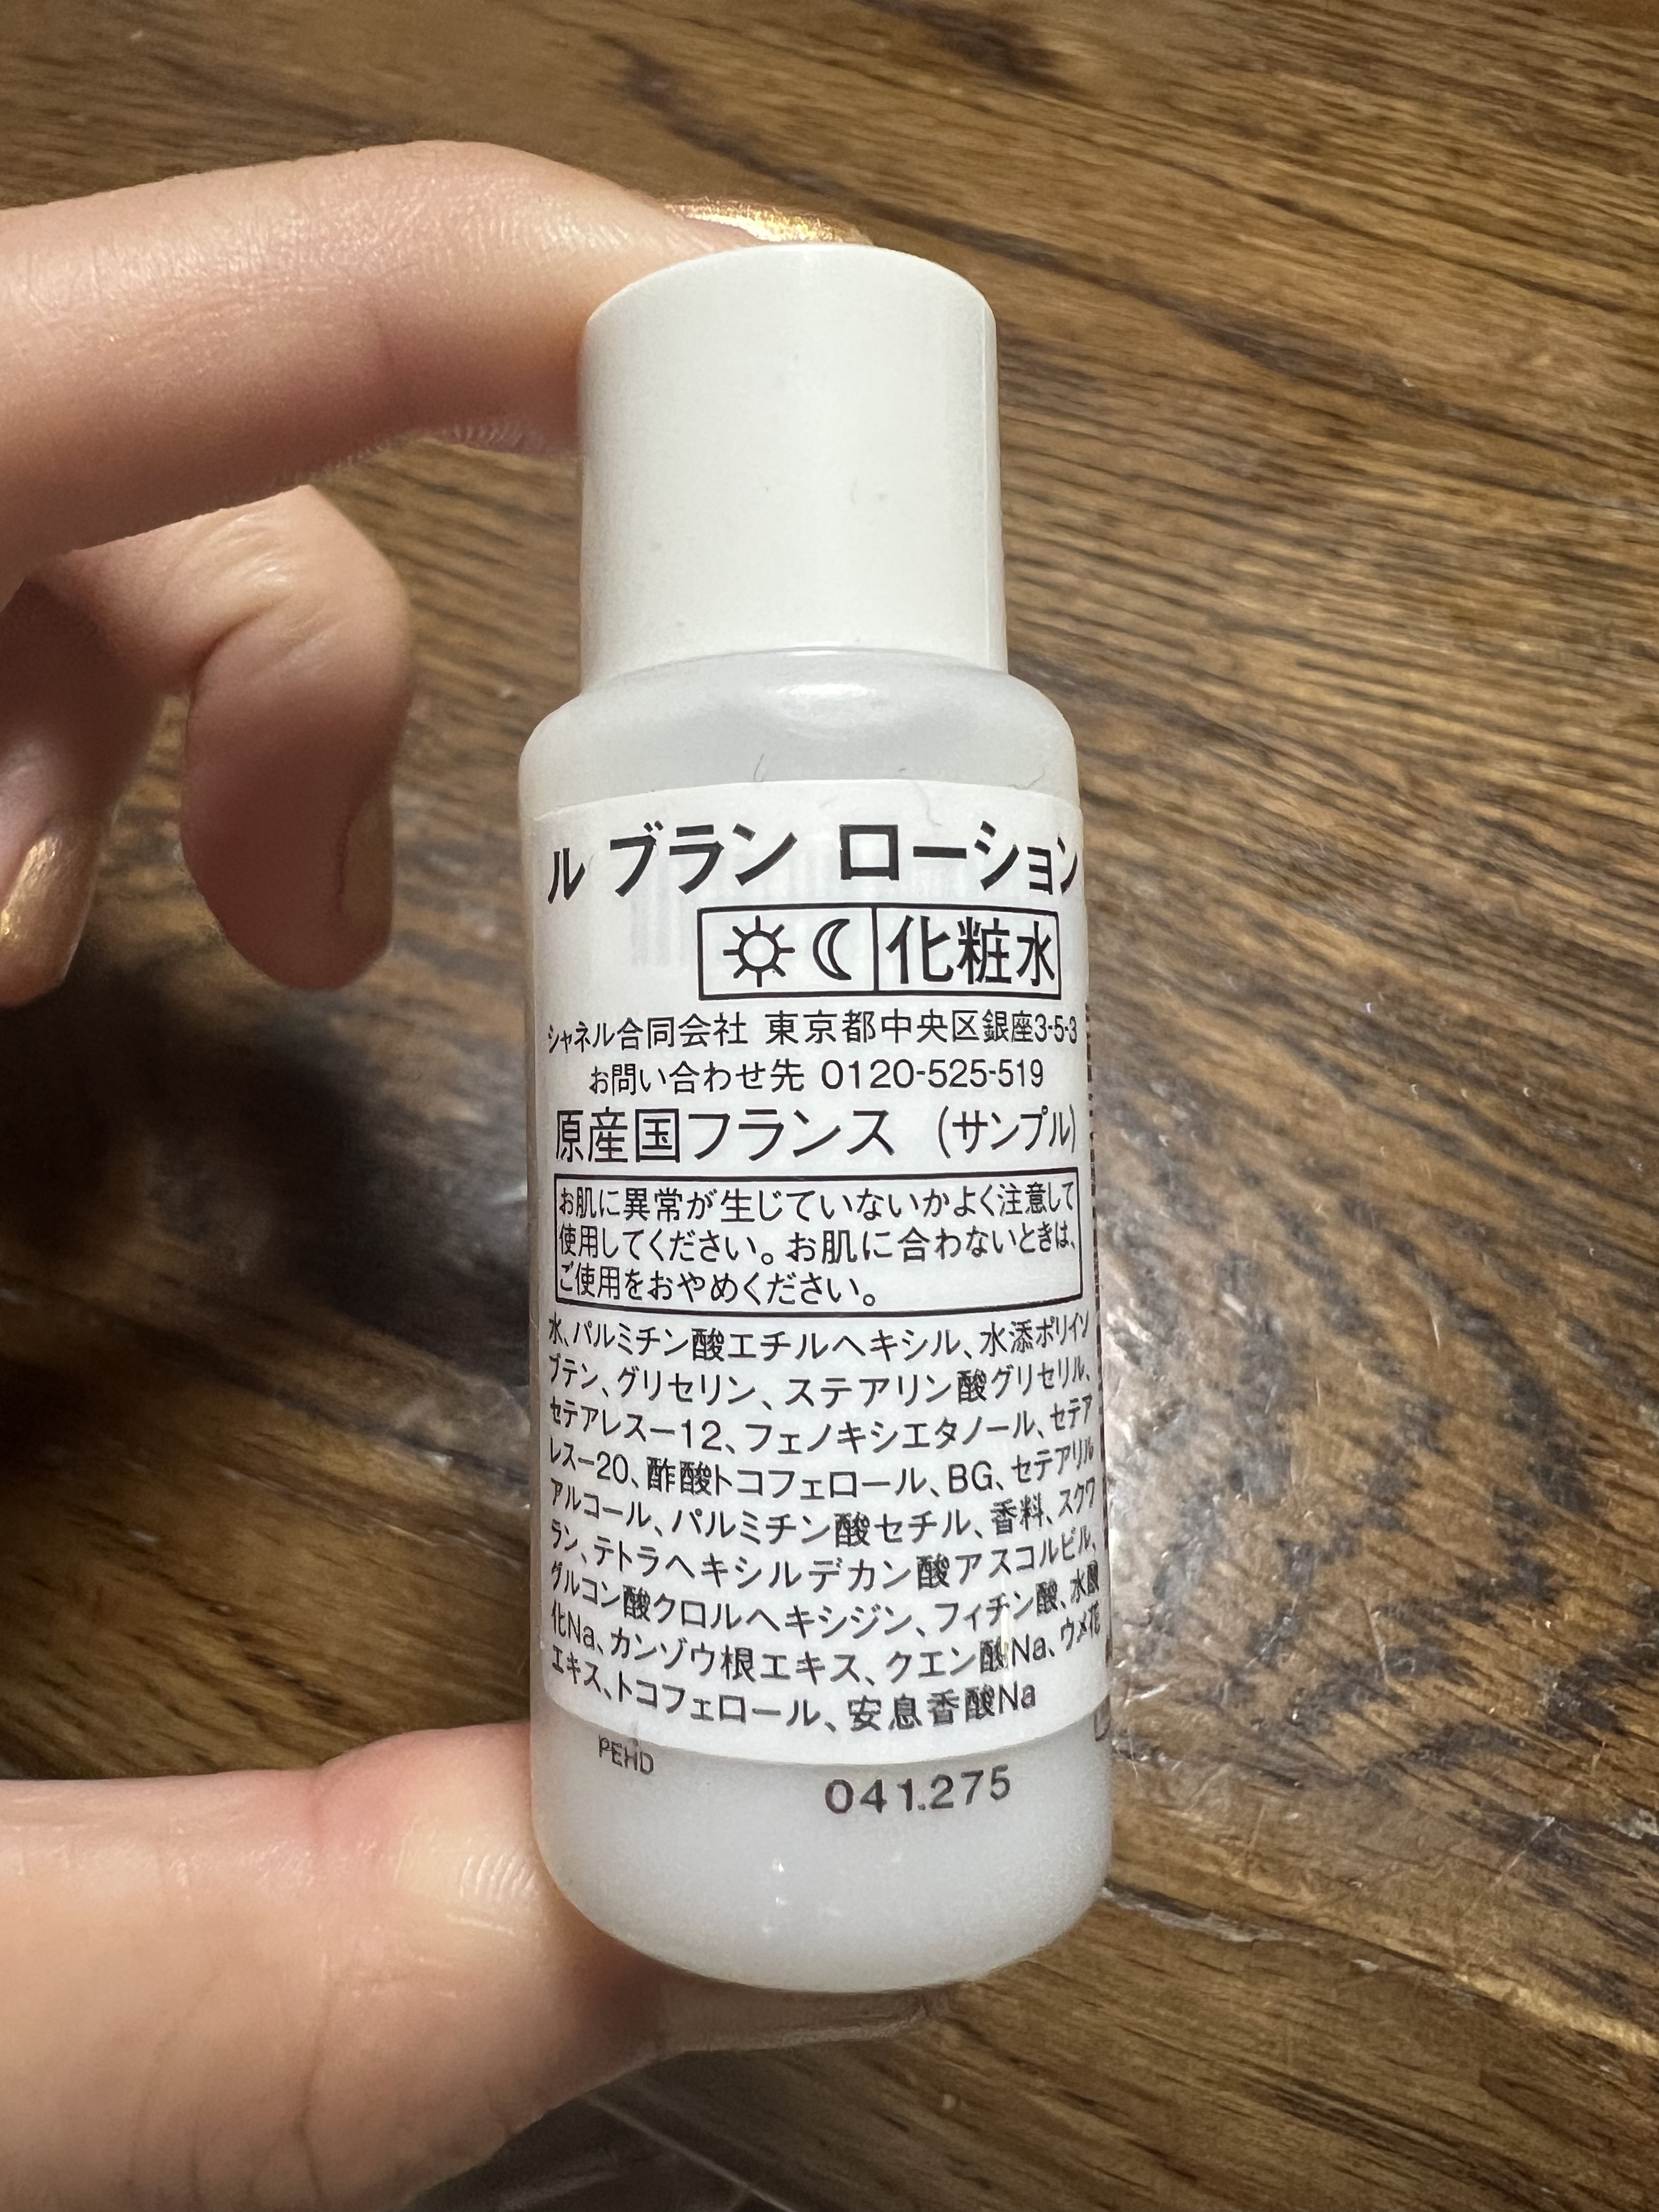 ル ブラン ローション
化粧水
シャネル合同会社 東京都中央区銀座3-5-3
お問い合わせ先 0120-525-519
原産国フランス (サンプル)
お肌に異常が生じていないかよく注意して
使用してください。お肌に合わないときは、
ご使用をおやめください。
水、パルミチン酸エチルヘキシル、水添ポリイソ
ブテン、グリセリン、ステアリン酸グリセリル、
セテアレス－12、フェノキシエタノール、セテア
レス－20、酢酸トコフェロール、BG、セテアリル
アルコール、パルミチン酸セチル、香料、スクワ
ラン、テトラヘキシルデカン酸アスコルビル、
グルコン酸クロルヘキシジン、フィチン酸、水酸
化Na、カンゾウ根エキス、クエン酸Na、ウメ花
エキス、トコフェロール、安息香酸Na
PEHD
041.275